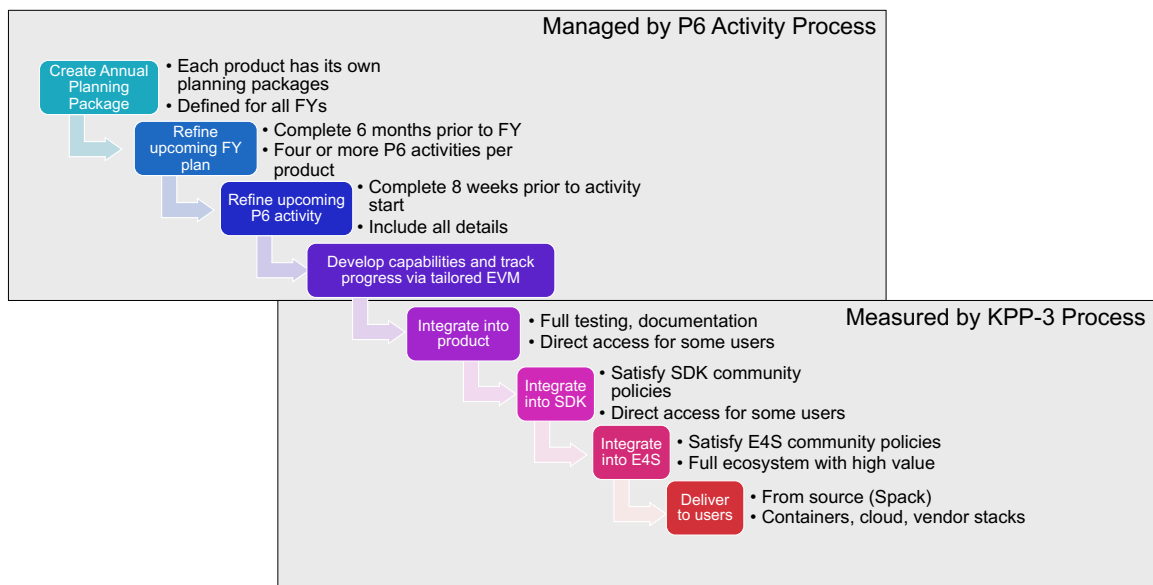 Managed by P6 Activity Process
Create Annual
Planning
Package
• Each product has its own
planning packages
• Defined for all FYs
Refine
upcoming FY
plan
• Complete 6 months prior to FY
• Four or more P6 activities per
product
Refine upcoming
P6 activity
• Complete 8 weeks prior to activity
start
• Include all details
Develop capabilities and track
progress via tailored EVM
Measured by KPP-3 Process
Integrate into
product
• Full testing, documentation
• Direct access for some users
Integrate
into SDK
• Satisfy SDK community
policies
• Direct access for some users
Integrate
into E4S
• Satisfy E4S community policies
• Full ecosystem with high value
Deliver
to users
• From source (Spack)
• Containers, cloud, vendor stacks